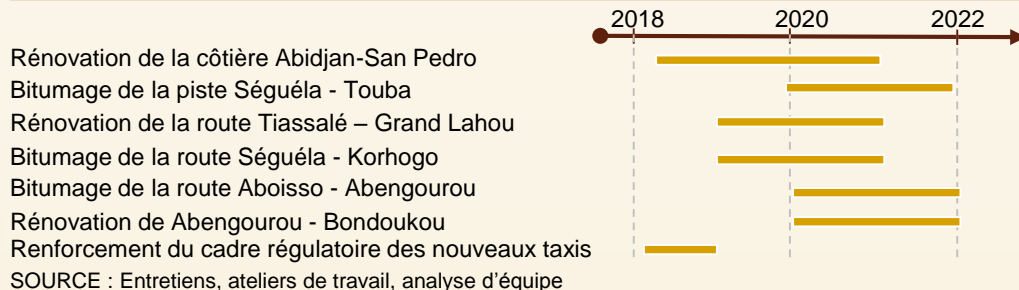 2018 2020 2022
Rénovation de la côtière Abidjan-San Pedro
Bitumage de la piste Séguéla - Touba
Rénovation de la route Tiassalé – Grand Lahou
Bitumage de la route Séguéla - Korhogo
Bitumage de la route Aboisso - Abengourou
Rénovation de Abengourou - Bondoukou
Renforcement du cadre régulatoire des nouveaux taxis
SOURCE : Entretiens, ateliers de travail, analyse d’équipe